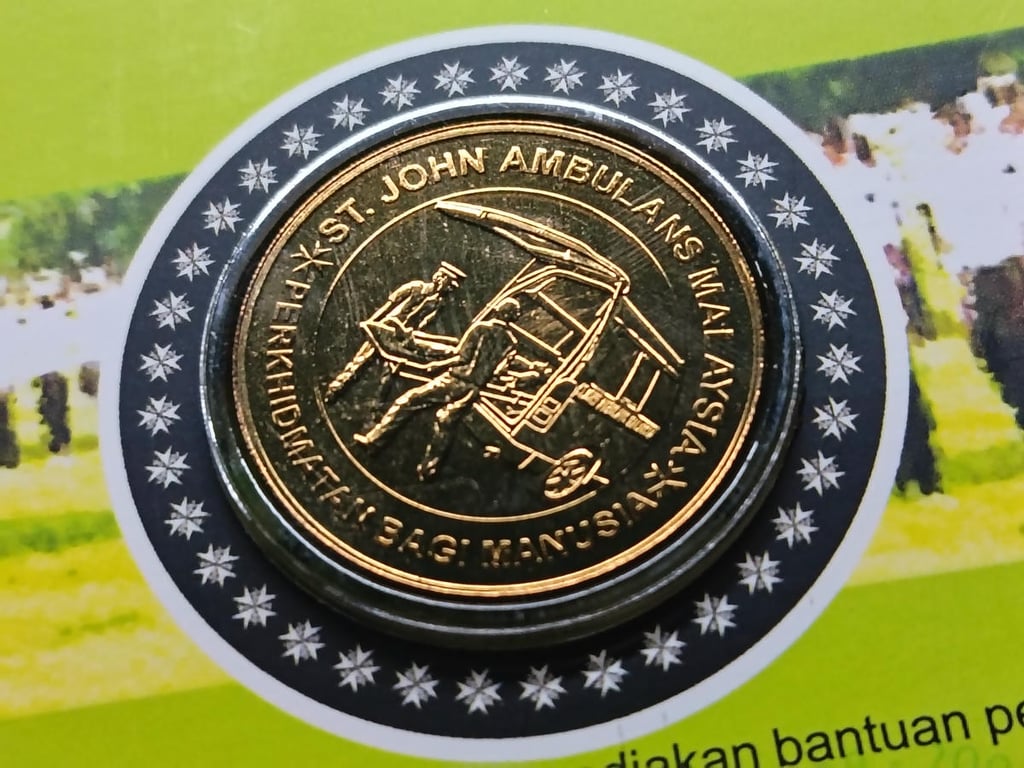 ST. JOHN AMBULANS MALAYSIA
PERKHIDMATAN BAGI MANUSIA
bantuan